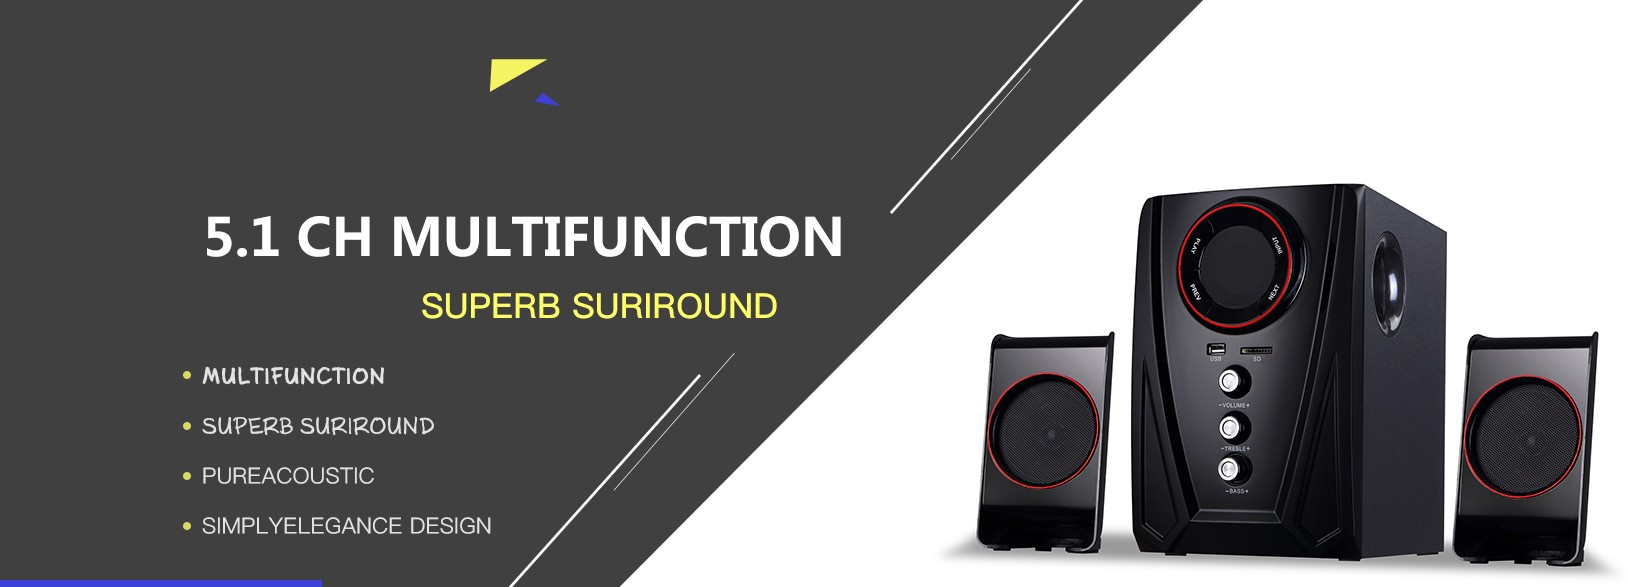 5.1 CH MULTIFUNCTION
SUPERB SURIROUND
MULTIFUNCTION
SUPERB SURIROUND
PUREACOUSTIC
SIMPLYELEGANCE DESIGN
PLAY
INPUT
PREV
NEXT
USB
SD
-VOLUME+
-TREBLE+
-BASS+